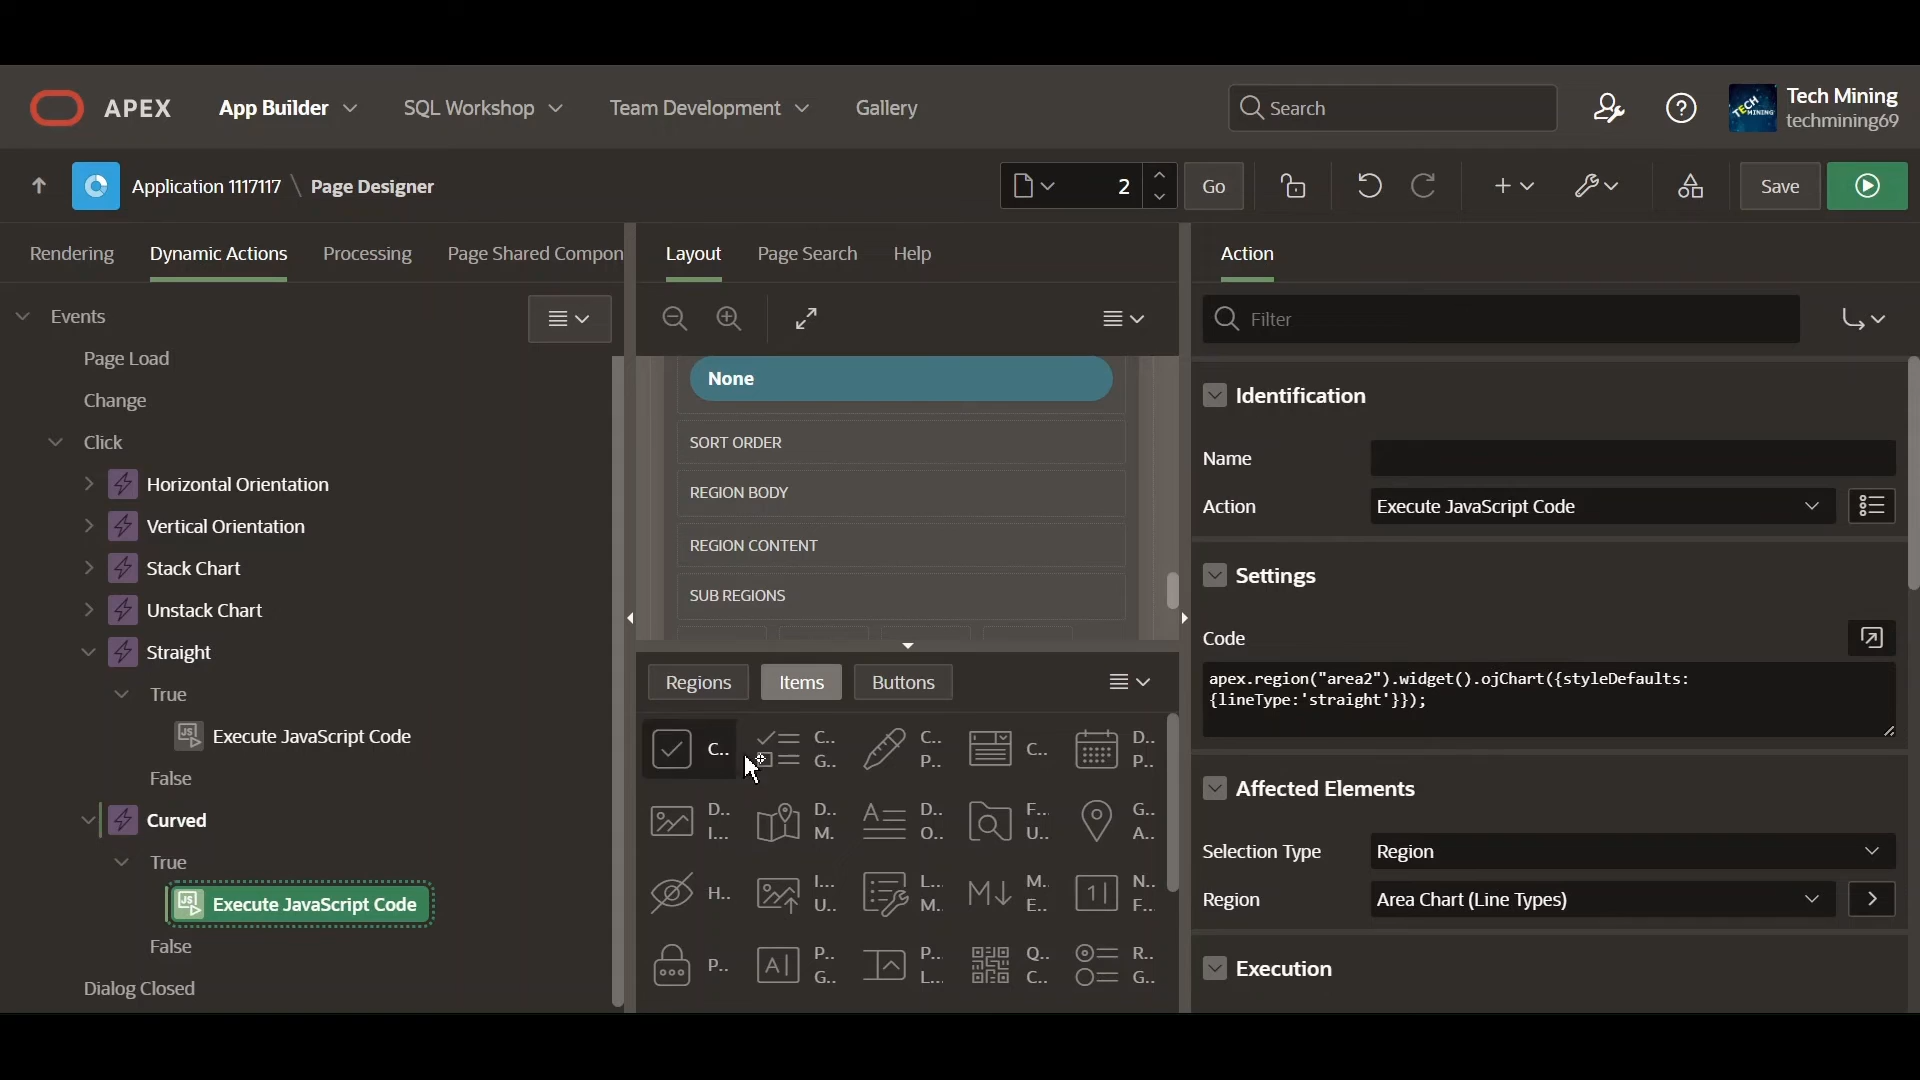 APEX
App Builder
SQL Workshop
Team Development
Gallery
Search
TECH MINING
Tech Mining
techmining69
Application 1117117 \ Page Designer
2
Go
Save
Rendering
Dynamic Actions
Processing
Page Shared Compon
Layout
Page Search
Help
Action
Events
Page Load
Change
Click
Horizontal Orientation
Vertical Orientation
Stack Chart
Unstack Chart
Straight
True
JS
Execute JavaScript Code
False
Curved
True
JS
Execute JavaScript Code
False
Dialog Closed
None
SORT ORDER
REGION BODY
REGION CONTENT
SUB REGIONS
Regions
Items
Buttons
C..
C..
G..
C..
P..
C..
D..
P..
D..
I...
D..
M.
D..
O..
F...
U..
G..
A..
H..
I...
U..
L...
M..
M.
E..
N..
F...
P..
P..
G..
P..
L...
Q..
C..
R..
G..
Filter
Identification
Name
Action
Execute JavaScript Code
Settings
Code
apex.region("area2").widget().ojChart({styleDefaults:
{lineType:'straight'}});
Affected Elements
Selection Type
Region
Region
Area Chart (Line Types)
Execution